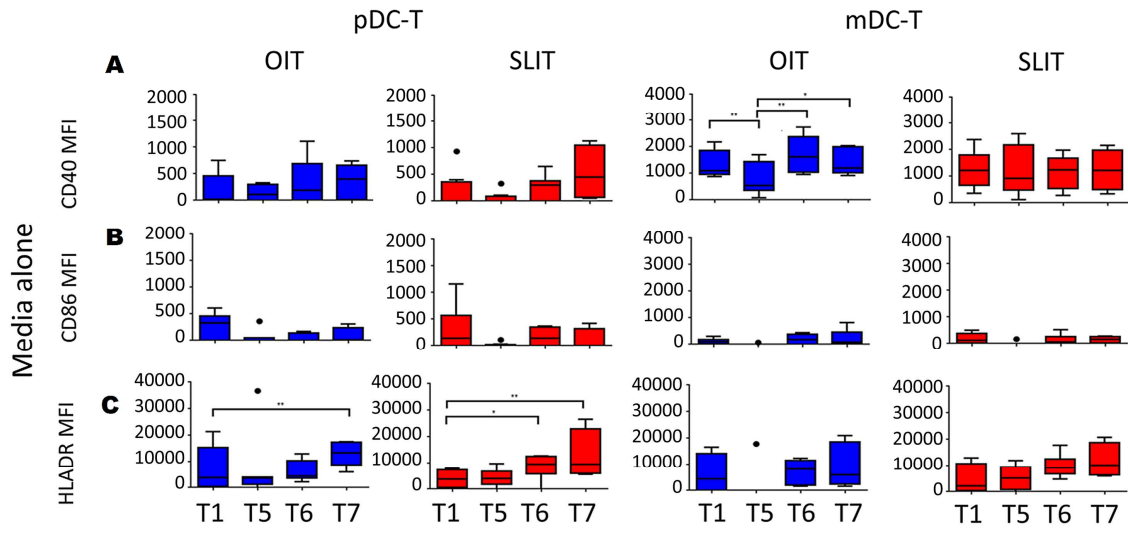 pDC-T mDC-T
A OIT SLIT OIT SLIT
Media alone
CD40 MFI
2000 2000 4000 4000
1500 1500 3000 3000
1000 1000 2000 2000
500 500 1000 1000
0 0 0 0
** ** *
B
CD86 MFI
2000 2000 4000 4000
1500 1500 3000 3000
1000 1000 2000 2000
500 500 1000 1000
0 0 0 0
C
HLADR MFI
40000 40000 40000 40000
30000 30000 30000 30000
20000 20000 20000 20000
10000 10000 10000 10000
0 0 0 0
** * **
T1 T5 T6 T7 T1 T5 T6 T7 T1 T5 T6 T7 T1 T5 T6 T7